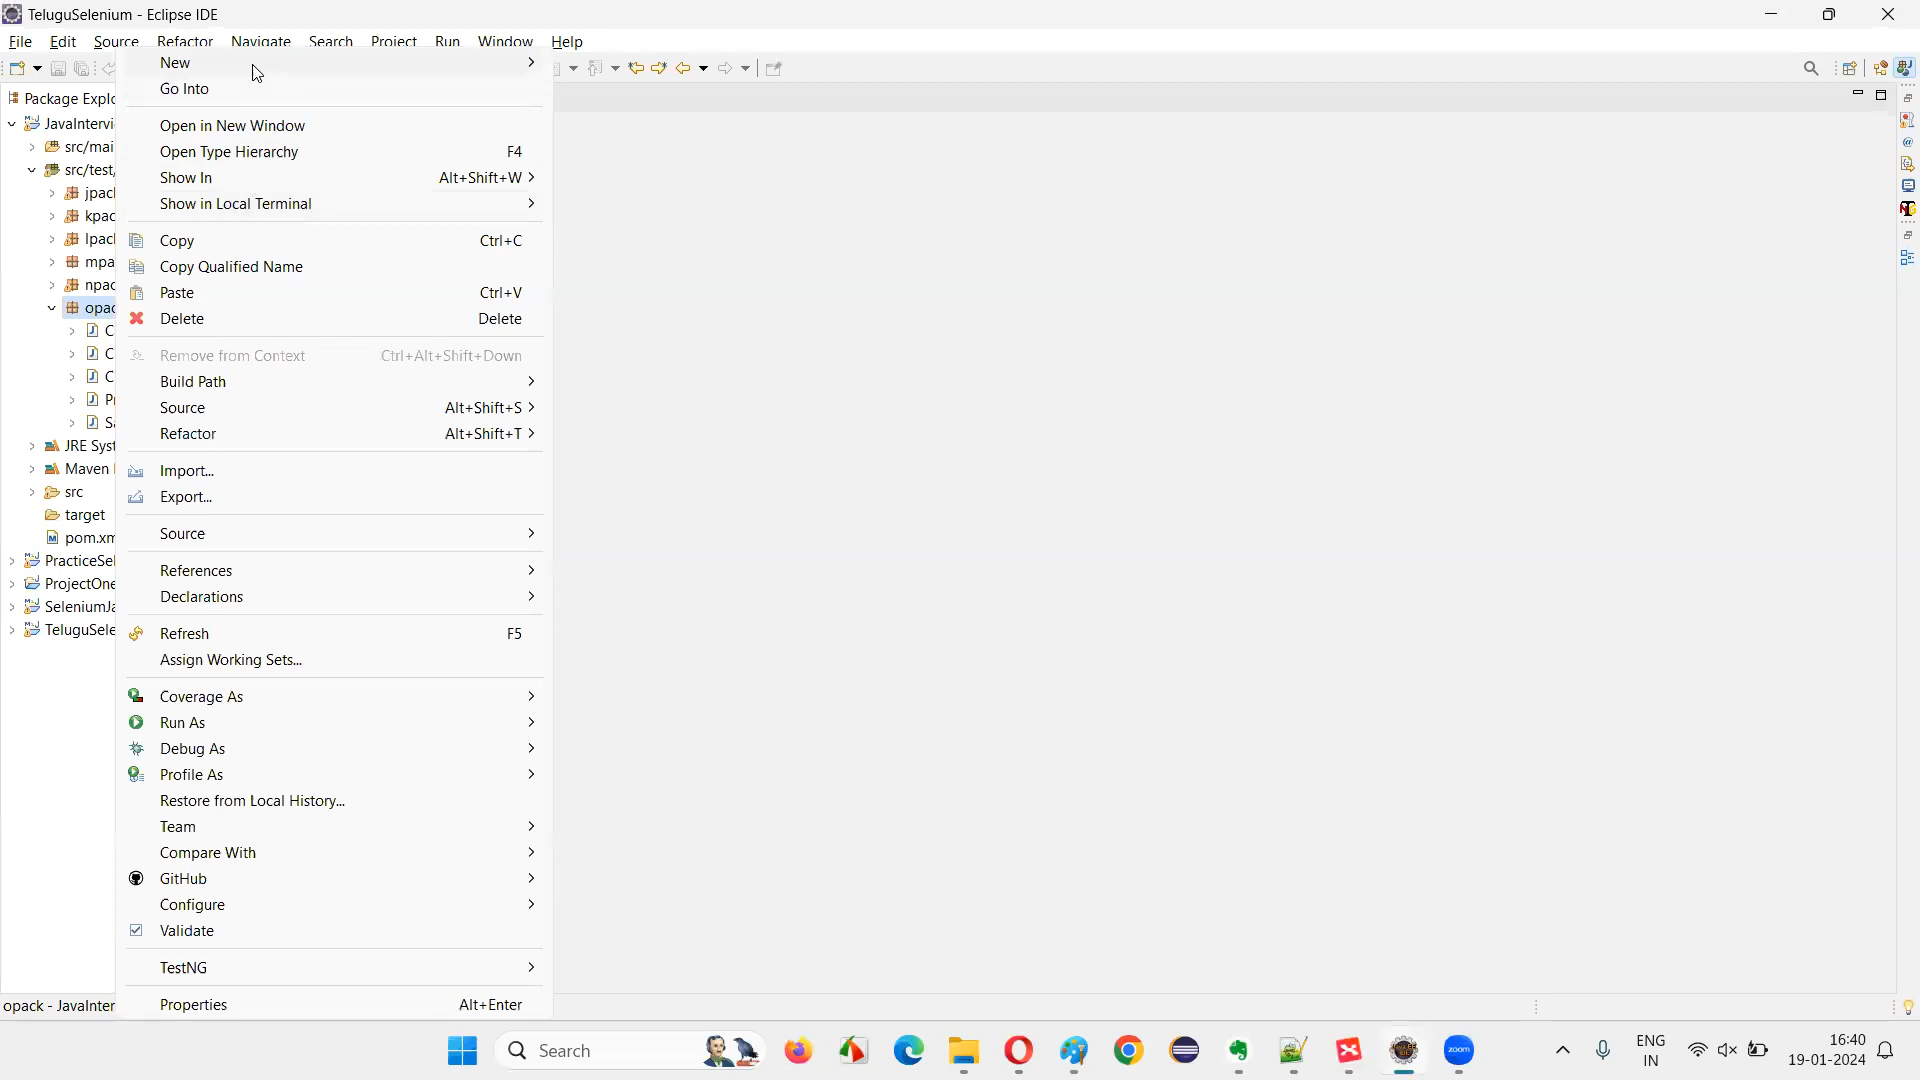 TeluguSelenium - Eclipse IDE
File Edit Source Refactor Navigate Search Project Run Window Help
Package Explo
JavaIntervi
src/mai
src/test/
jpacl
kpac
lpacl
mpa
npac
opac
C
C
C
Pr
Sa
JRE Syst
Maven
src
target
pom.xm
PracticeSel
ProjectOne
SeleniumJa
TeluguSele
New
Go Into
Open in New Window
Open Type Hierarchy F4
Show In Alt+Shift+W
Show in Local Terminal
Copy Ctrl+C
Copy Qualified Name
Paste Ctrl+V
Delete Delete
Remove from Context Ctrl+Alt+Shift+Down
Build Path
Source Alt+Shift+S
Refactor Alt+Shift+T
Import...
Export...
Source
References
Declarations
Refresh F5
Assign Working Sets...
Coverage As
Run As
Debug As
Profile As
Restore from Local History...
Team
Compare With
GitHub
Configure
Validate
TestNG
Properties Alt+Enter
opack - JavaInter
Search
zoom
ENG
IN
16:40
19-01-2024